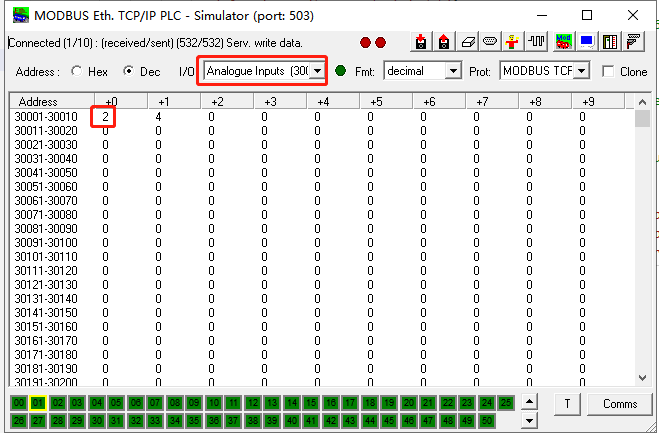 MODBUS Eth. TCP/IP PLC - Simulator (port: 503)
Connected (1/10) : (received/sent) (532/532) Serv. write data.
Address : Hex Dec I/O Analogue Inputs (300 Fmt: decimal Prot: MODBUS TCP Clone
Address +0 +1 +2 +3 +4 +5 +6 +7 +8 +9
30001-30010 2 4 0 0 0 0 0 0 0 0
30011-30020 0 0 0 0 0 0 0 0 0 0
30021-30030 0 0 0 0 0 0 0 0 0 0
30031-30040 0 0 0 0 0 0 0 0 0 0
30041-30050 0 0 0 0 0 0 0 0 0 0
30051-30060 0 0 0 0 0 0 0 0 0 0
30061-30070 0 0 0 0 0 0 0 0 0 0
30071-30080 0 0 0 0 0 0 0 0 0 0
30081-30090 0 0 0 0 0 0 0 0 0 0
30091-30100 0 0 0 0 0 0 0 0 0 0
30101-30110 0 0 0 0 0 0 0 0 0 0
30111-30120 0 0 0 0 0 0 0 0 0 0
30121-30130 0 0 0 0 0 0 0 0 0 0
30131-30140 0 0 0 0 0 0 0 0 0 0
30141-30150 0 0 0 0 0 0 0 0 0 0
30151-30160 0 0 0 0 0 0 0 0 0 0
30161-30170 0 0 0 0 0 0 0 0 0 0
30171-30180 0 0 0 0 0 0 0 0 0 0
30181-30190 0 0 0 0 0 0 0 0 0 0
30191-30200 0 0 0 0 0 0 0 0 0 0
00 01 02 03 04 05 06 07 08 09 10 11 12 13 14 15 16 17 18 19 20 21 22 23 24 25 T Comms
26 27 28 29 30 31 32 33 34 35 36 37 38 39 40 41 42 43 44 45 46 47 48 49 50